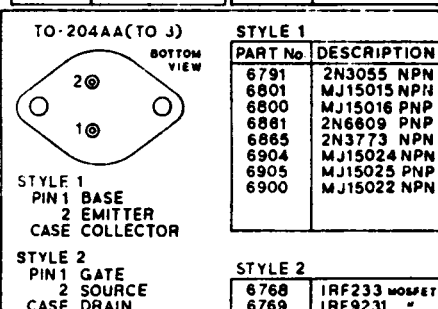 TO-204AA(TO 3)
BOTTOM
VIEW
2
1
STYLE 1
PIN 1 BASE
2 EMITTER
CASE COLLECTOR
STYLE 2
PIN 1 GATE
2 SOURCE
CASE DRAIN
STYLE 1
PART No. DESCRIPTION
6791 2N3055 NPN
6801 MJ15015 NPN
6800 MJ15016 PNP
6861 2N6609 PNP
6865 2N3773 NPN
6904 MJ15024 NPN
6905 MJ15025 PNP
6900 MJ15022 NPN
STYLE 2
6768 IRF233 MOSFET
6769 IRF9231 "